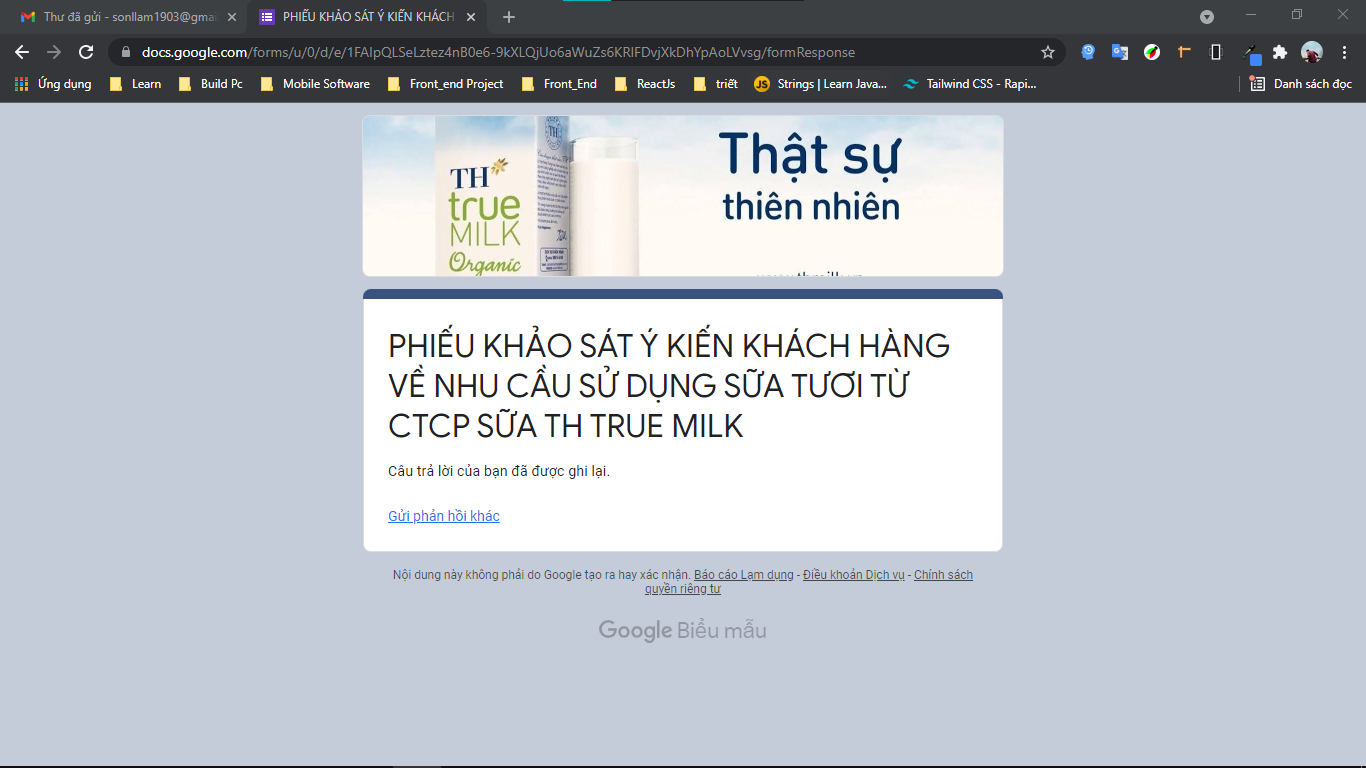 Thư đã gửi - sonllam1903@gmai
PHIẾU KHẢO SÁT Ý KIẾN KHÁCH
docs.google.com/forms/u/0/d/e/1FAIpQLSeLztez4nB0e6-9kXLQjUo6aWuZs6KRlFDvjXkDhYpAoLVvsg/formResponse
Ứng dụng Learn Build Pc Mobile Software Front_end Project Front_End ReactJs triết JS Strings | Learn Java... Tailwind CSS - Rapi... Danh sách đọc
TH
true
MILK
Organic
TH
Thật sự
thiên nhiên
PHIẾU KHẢO SÁT Ý KIẾN KHÁCH HÀNG
VỀ NHU CẦU SỬ DỤNG SỮA TƯƠI TỪ
CTCP SỮA TH TRUE MILK
Câu trả lời của bạn đã được ghi lại.
Gửi phản hồi khác
Nội dung này không phải do Google tạo ra hay xác nhận. Báo cáo Lạm dụng - Điều khoản Dịch vụ - Chính sách
quyền riêng tư
Google Biểu mẫu